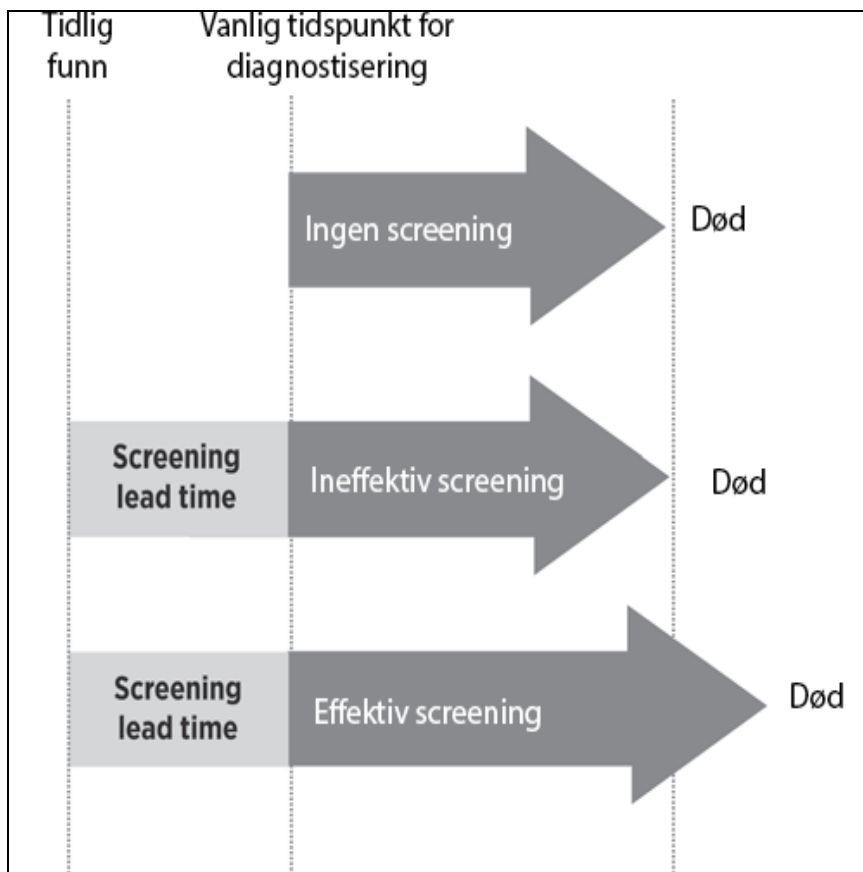 Tidlig
funn
Vanlig tidspunkt for
diagnostisering
Ingen screening
Død
Screening
lead time
Ineffektiv screening
Død
Screening
lead time
Effektiv screening
Død